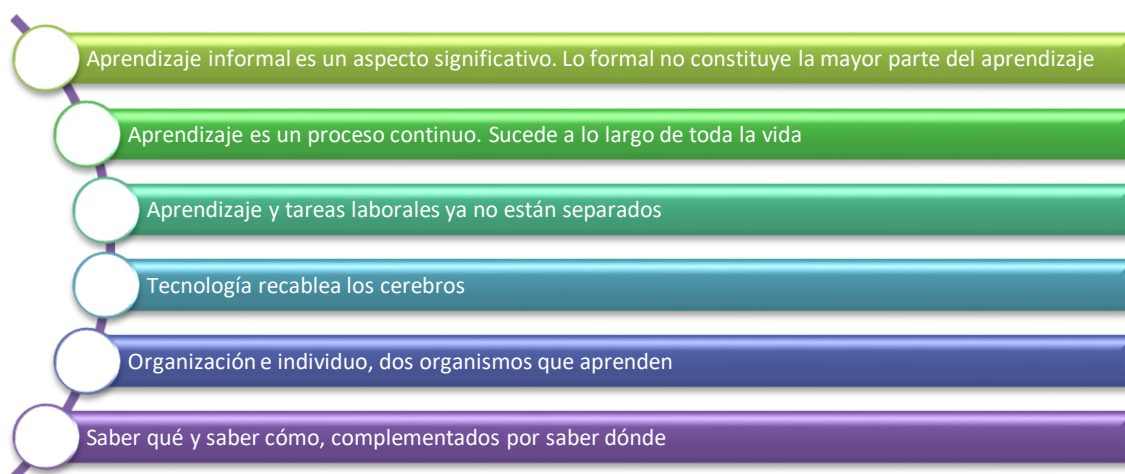 Aprendizaje informal es un aspecto significativo. Lo formal no constituye la mayor parte del aprendizaje
Aprendizaje es un proceso continuo. Sucede a lo largo de toda la vida
Aprendizaje y tareas laborales ya no están separados
Tecnología recablea los cerebros
Organización e individuo, dos organismos que aprenden
Saber qué y saber cómo, complementados por saber dónde